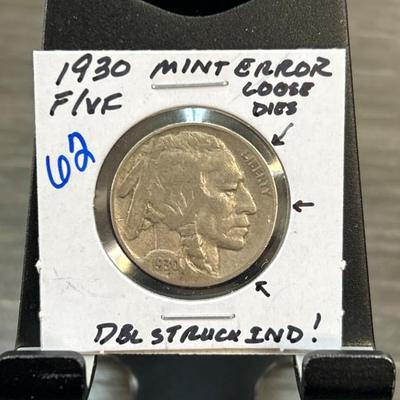 1930 MINT ERROR
F/VF LOOSE
DIES
62
LIBERTY
1930
DBL STRUCK IND!